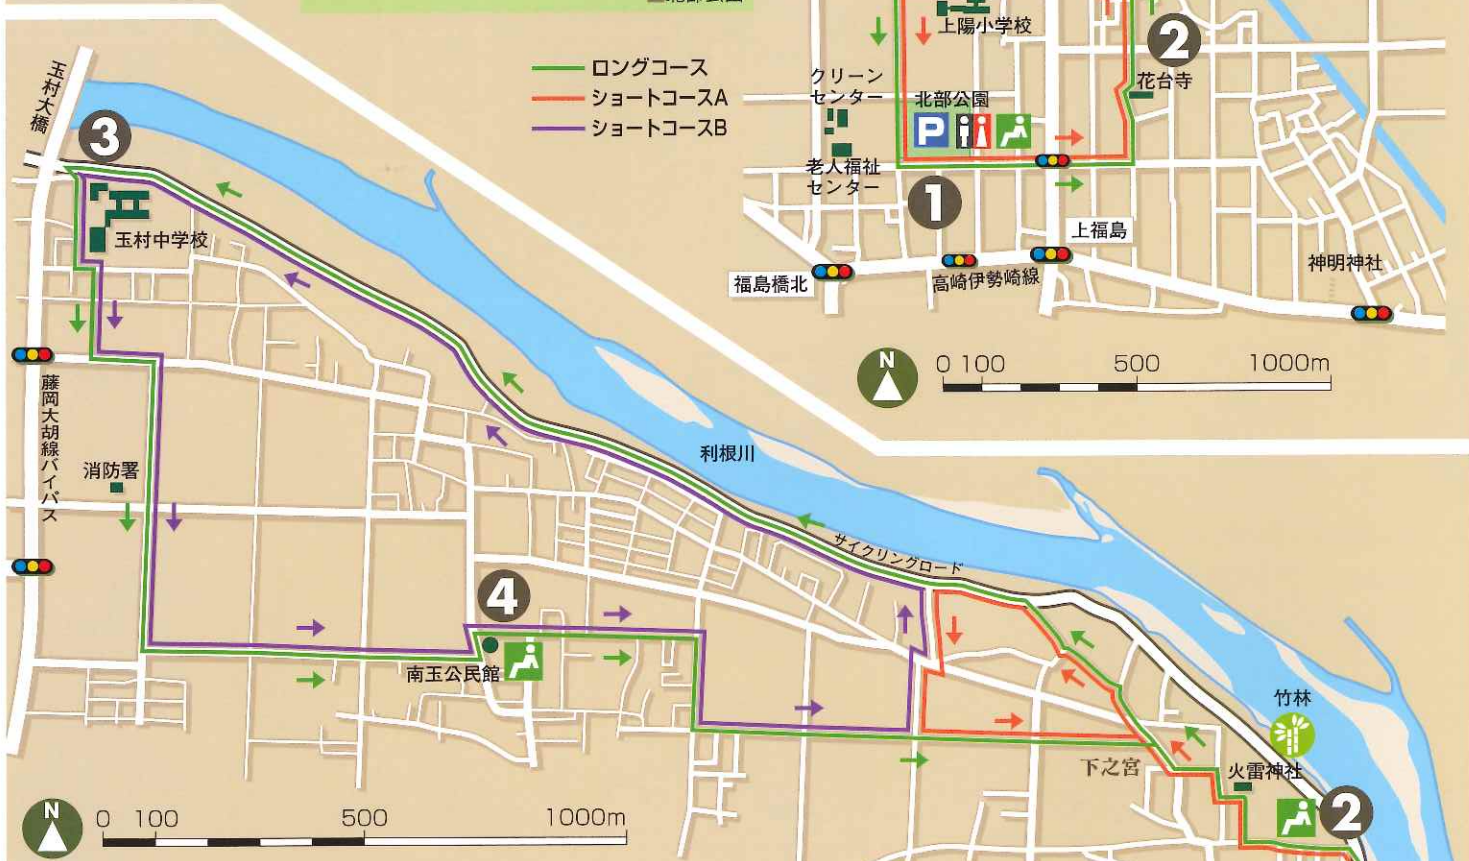 ロングコース
ショートコースA
ショートコースB
上陽小学校
2
クリーン
センター
花台寺
北部公園
P
老人福祉
センター
1
上福島
福島橋北
高崎伊勢崎線
神明神社
N
0 100 500 1000m
玉村大橋
3
玉村中学校
藤岡大胡線バイパス
消防署
利根川
サイクリングロード
4
南玉公民館
竹林
下之宮
火雷神社
2
N
0 100 500 1000m